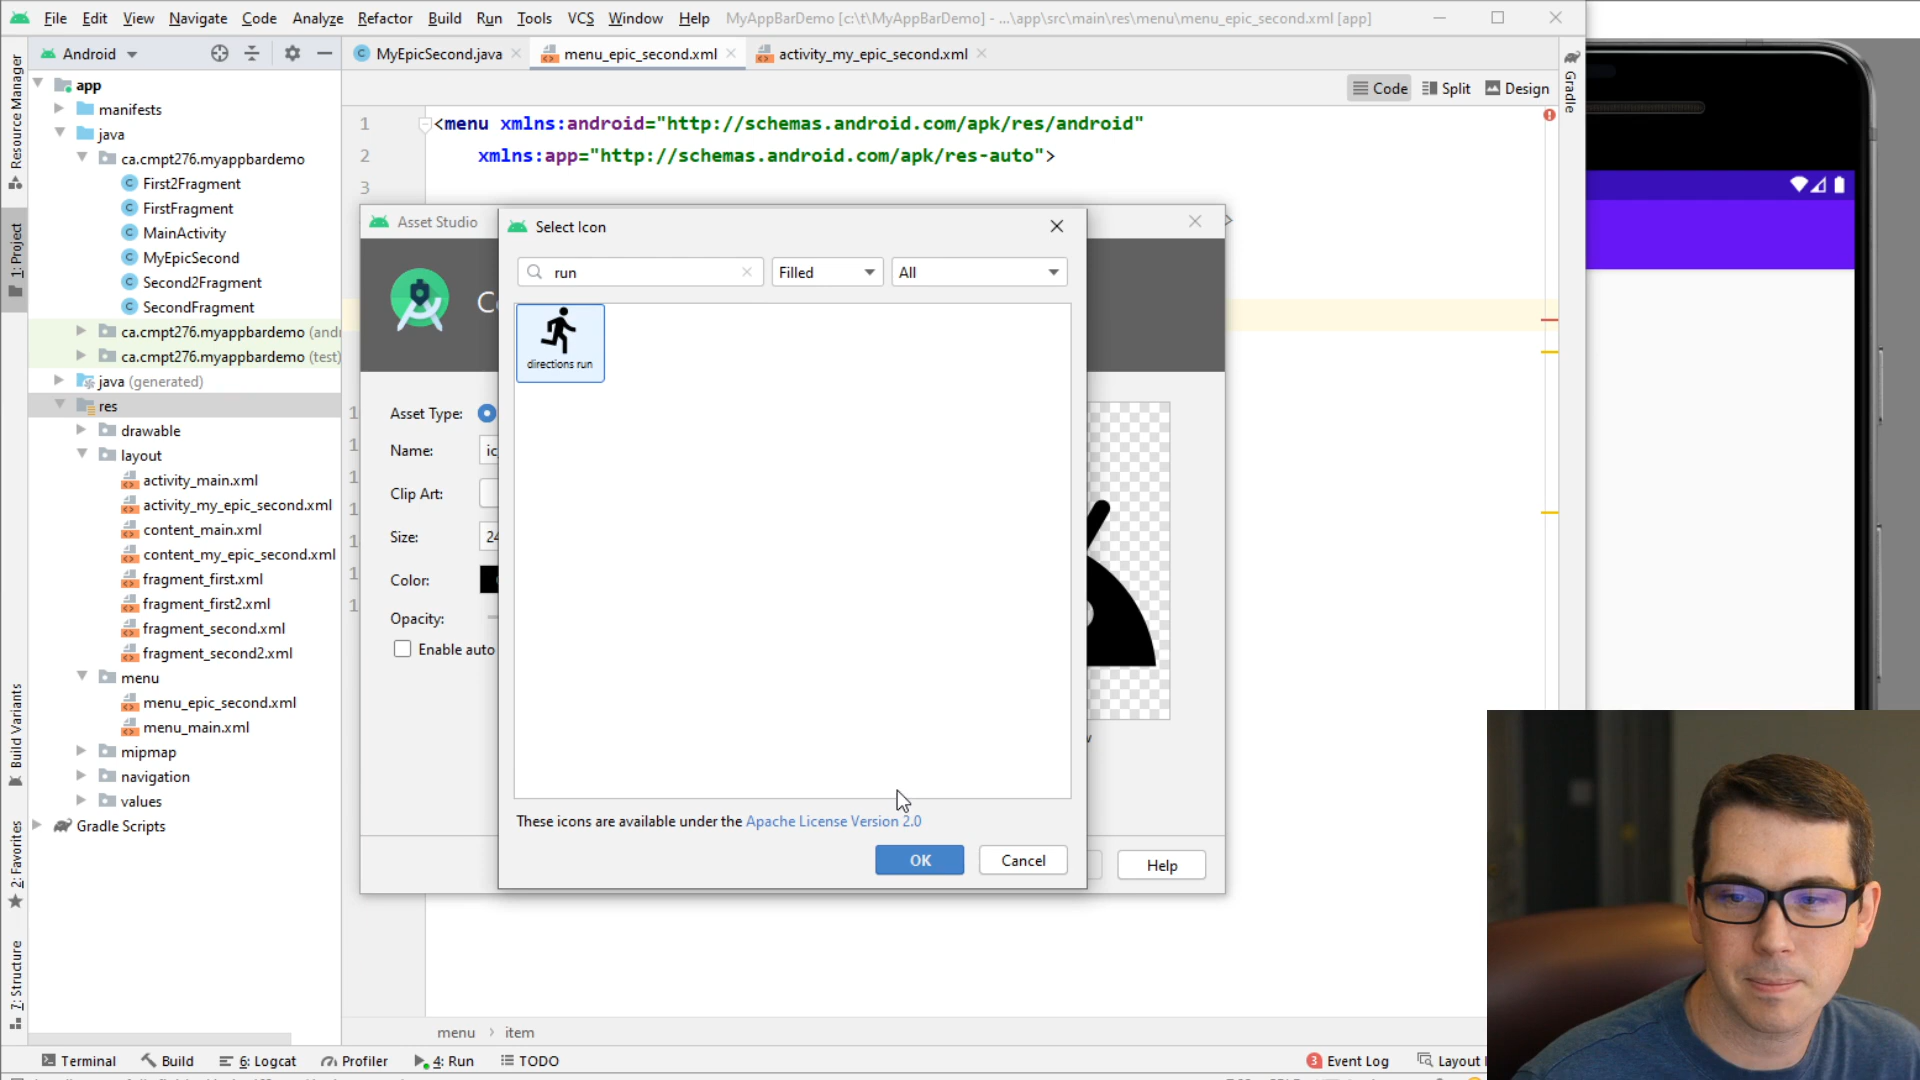 File Edit View Navigate Code Analyze Refactor Build Run Tools VCS Window Help MyAppBarDemo [c:\t\MyAppBarDemo] - ...\app\src\main\res\menu\menu_epic_second.xml [app]
Android
MyEpicSecond.java
menu_epic_second.xml
activity_my_epic_second.xml
Code
Split
Design
Resource Manager
1: Project
Build Variants
2: Favorites
7: Structure
Gradle
app
manifests
java
ca.cmpt276.myappbardemo
First2Fragment
FirstFragment
MainActivity
MyEpicSecond
Second2Fragment
SecondFragment
ca.cmpt276.myappbardemo (and
ca.cmpt276.myappbardemo (test)
java (generated)
res
drawable
layout
activity_main.xml
activity_my_epic_second.xml
content_main.xml
content_my_epic_second.xml
fragment_first.xml
fragment_first2.xml
fragment_second.xml
fragment_second2.xml
menu
menu_epic_second.xml
menu_main.xml
mipmap
navigation
values
Gradle Scripts
1 <menu xmlns:android="http://schemas.android.com/apk/res/android"
2 xmlns:app="http://schemas.android.com/apk/res-auto">
3
Asset Studio
Asset Type:
Name: ic
Clip Art:
Size: 24
Color:
Opacity:
Enable auto
Help
Select Icon
run
Filled
All
directions run
These icons are available under the Apache License Version 2.0
OK
Cancel
menu › item
Terminal
Build
6: Logcat
Profiler
4: Run
TODO
3 Event Log
Layout